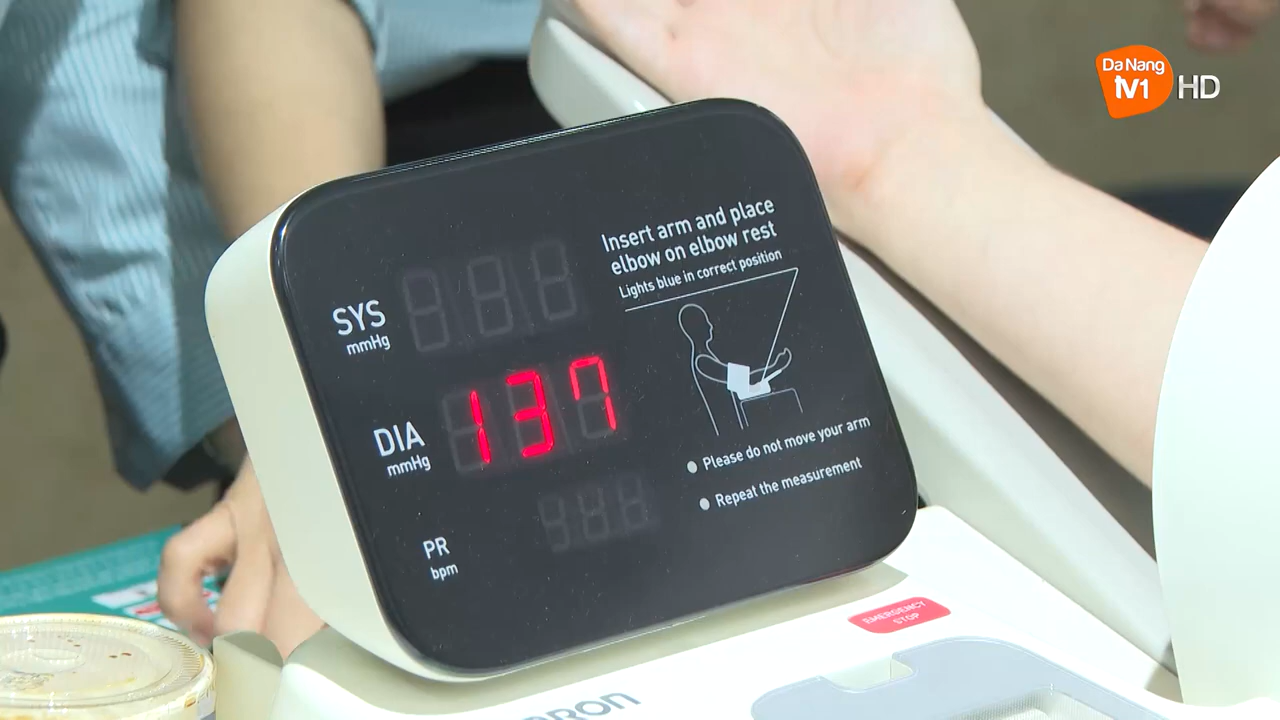 Da Nang
TV1 HD
Insert arm and place
elbow on elbow rest
Lights blue in correct position
SYS
mmHg
137
DIA
mmHg
Please do not move your arm
Repeat the measurement
PR
bpm
EMERGENCY
STOP